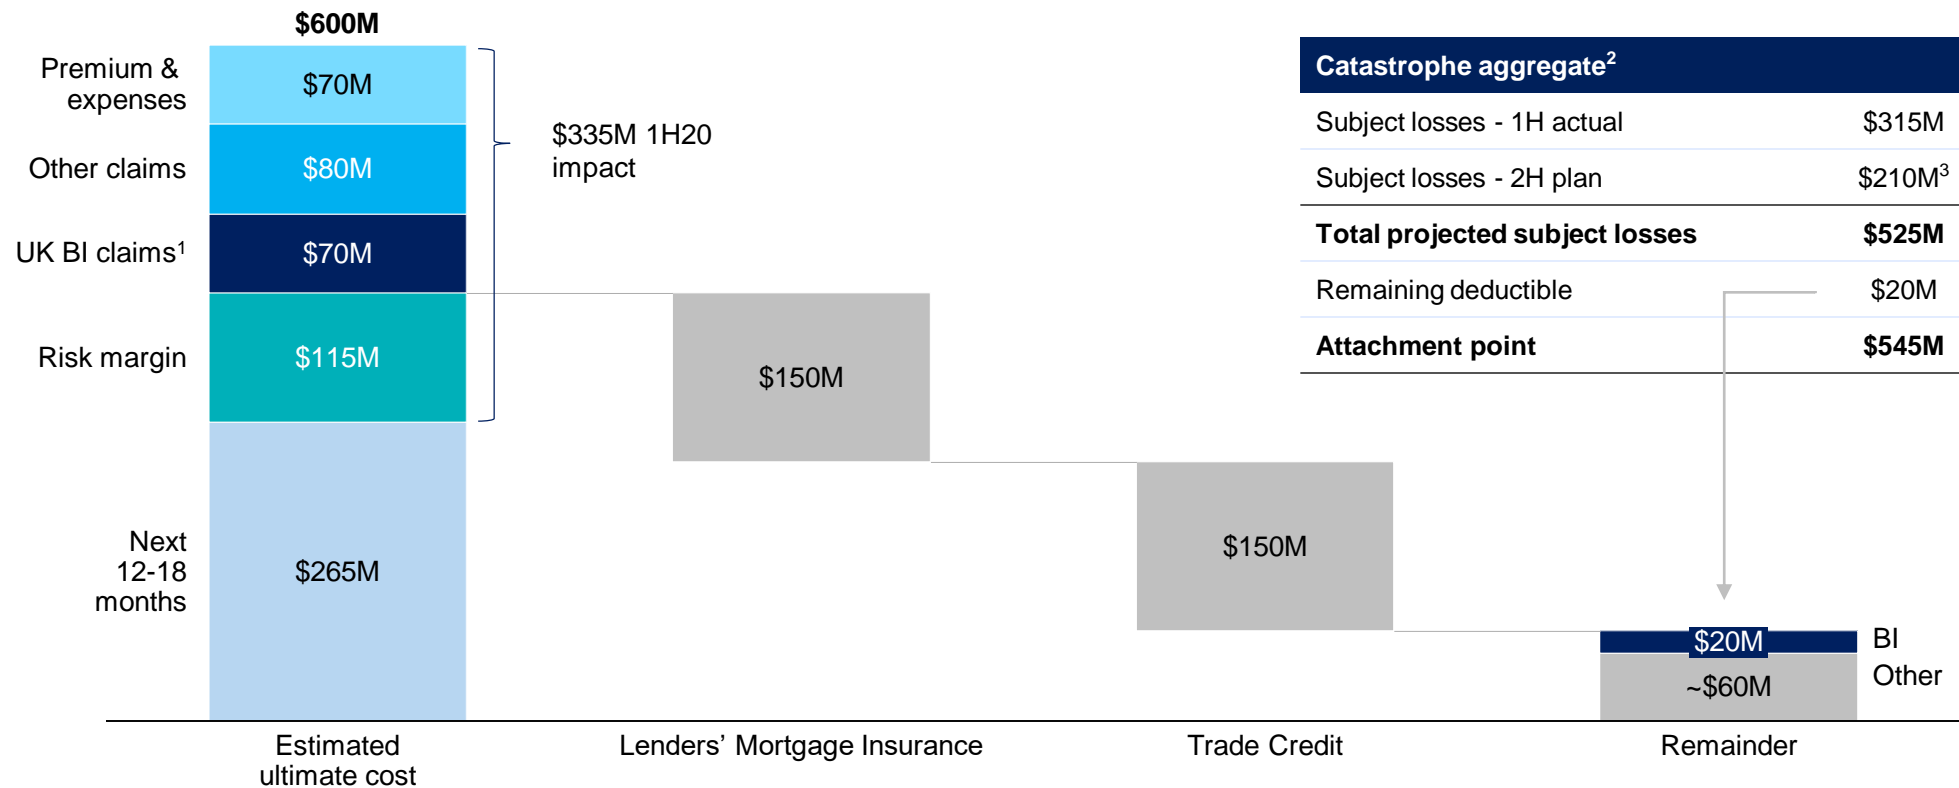 $600M
Premium &
expenses
$70M
Other claims
$80M
UK BI claims¹
$70M
Risk margin
$115M
Next
12-18
months
$265M
$335M 1H20
impact
$150M
$150M
$20M
BI
~$60M
Other
Estimated
ultimate cost
Lenders’ Mortgage Insurance
Trade Credit
Remainder
Catastrophe aggregate²
Subject losses - 1H actual $315M
Subject losses - 2H plan $210M³
Total projected subject losses $525M
Remaining deductible $20M
Attachment point $545M